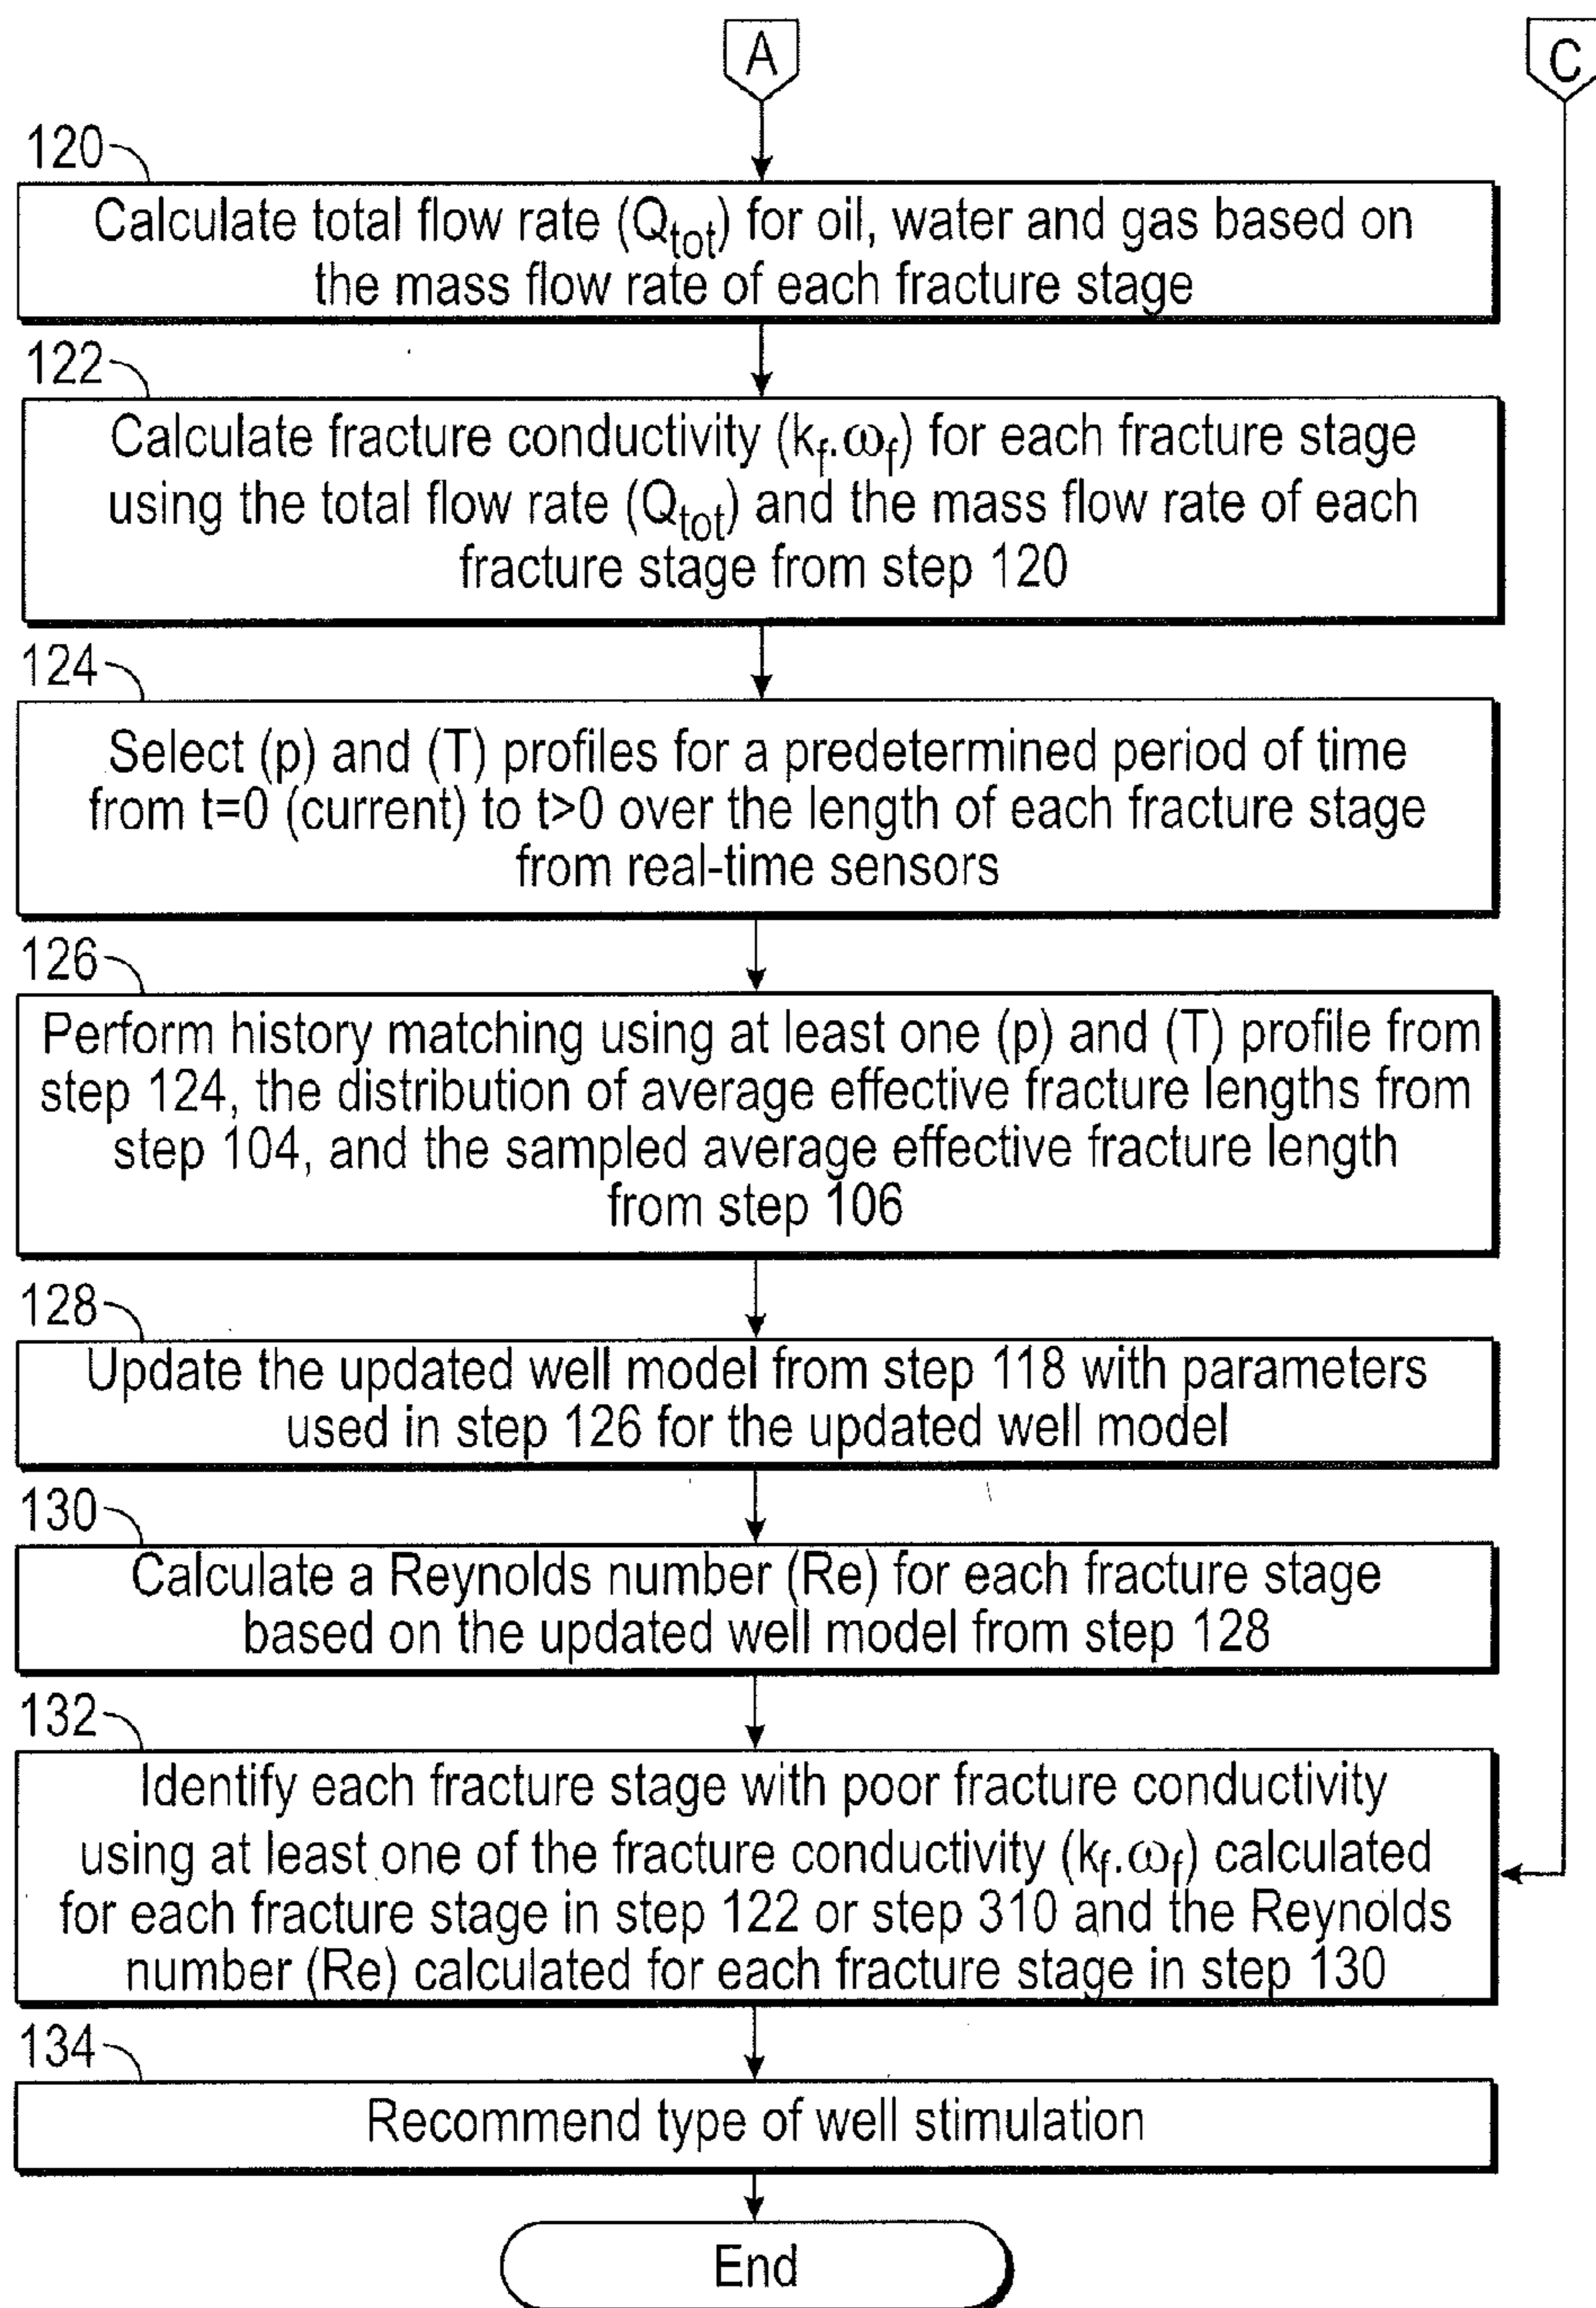 A
C
120
Calculate total flow rate (Qtot) for oil, water and gas based on
the mass flow rate of each fracture stage
122
Calculate fracture conductivity (kf.ωf) for each fracture stage
using the total flow rate (Qtot) and the mass flow rate of each
fracture stage from step 120
124
Select (p) and (T) profiles for a predetermined period of time
from t=0 (current) to t>0 over the length of each fracture stage
from real-time sensors
126
Perform history matching using at least one (p) and (T) profile from
step 124, the distribution of average effective fracture lengths from
step 104, and the sampled average effective fracture length
from step 106
128
Update the updated well model from step 118 with parameters
used in step 126 for the updated well model
130
Calculate a Reynolds number (Re) for each fracture stage
based on the updated well model from step 128
132
Identify each fracture stage with poor fracture conductivity
using at least one of the fracture conductivity (kf.ωf) calculated
for each fracture stage in step 122 or step 310 and the Reynolds
number (Re) calculated for each fracture stage in step 130
134
Recommend type of well stimulation
End